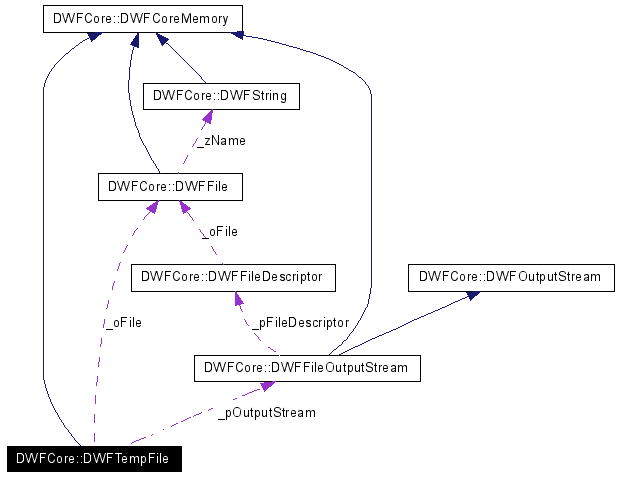 DWFCore::DWFCoreMemory
DWFCore::DWFString
_zName
DWFCore::DWFFile
_oFile
DWFCore::DWFFileDescriptor
DWFCore::DWFOutputStream
_oFile
_pFileDescriptor
DWFCore::DWFFileOutputStream
_pOutputStream
DWFCore::DWFTempFile